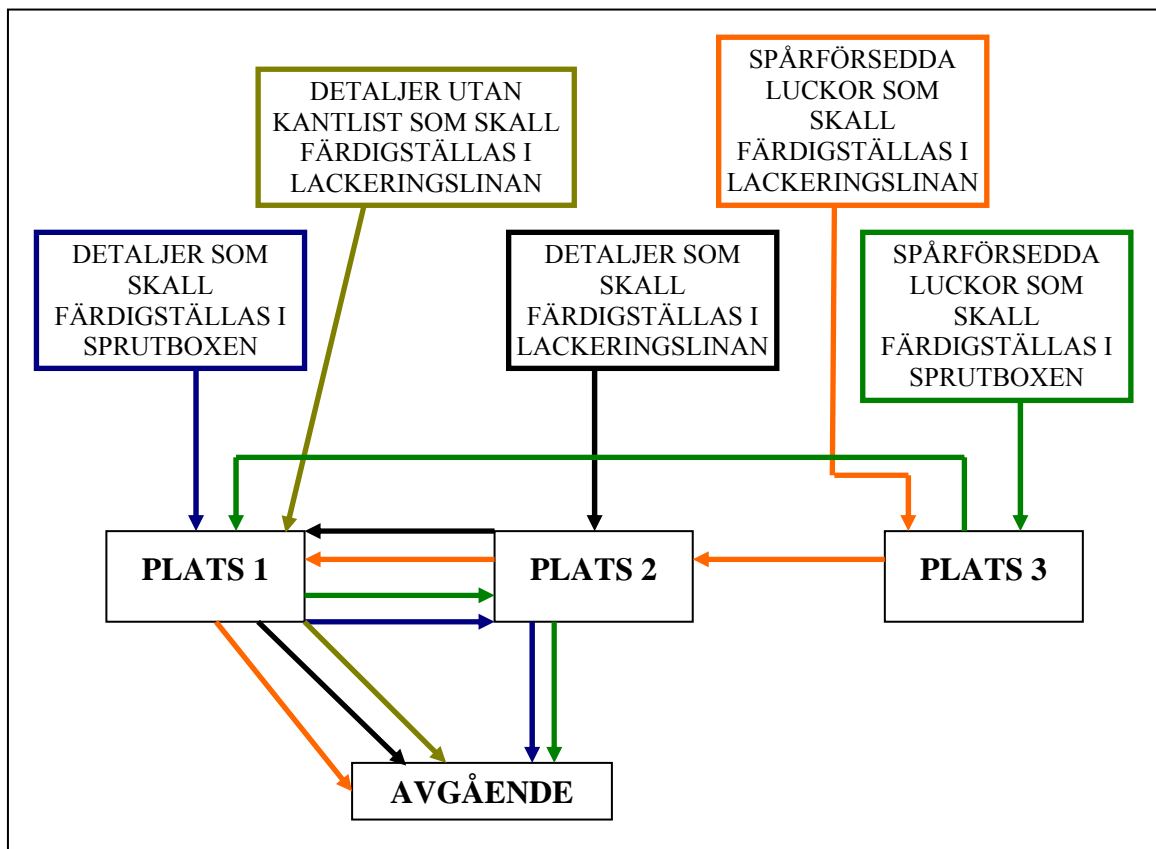 DETALJER UTAN
KANTLIST SOM SKALL
FÄRDIGSTÄLLAS I
LACKERINGSLINAN
SPÅRFÖRSEDDA
LUCKOR SOM
SKALL
FÄRDIGSTÄLLAS I
LACKERINGSLINAN
DETALJER SOM
SKALL
FÄRDIGSTÄLLAS I
SPRUTBOXEN
DETALJER SOM
SKALL
FÄRDIGSTÄLLAS I
LACKERINGSLINAN
SPÅRFÖRSEDDA
LUCKOR SOM
SKALL
FÄRDIGSTÄLLAS I
SPRUTBOXEN
PLATS 1
PLATS 2
PLATS 3
AVGÅENDE